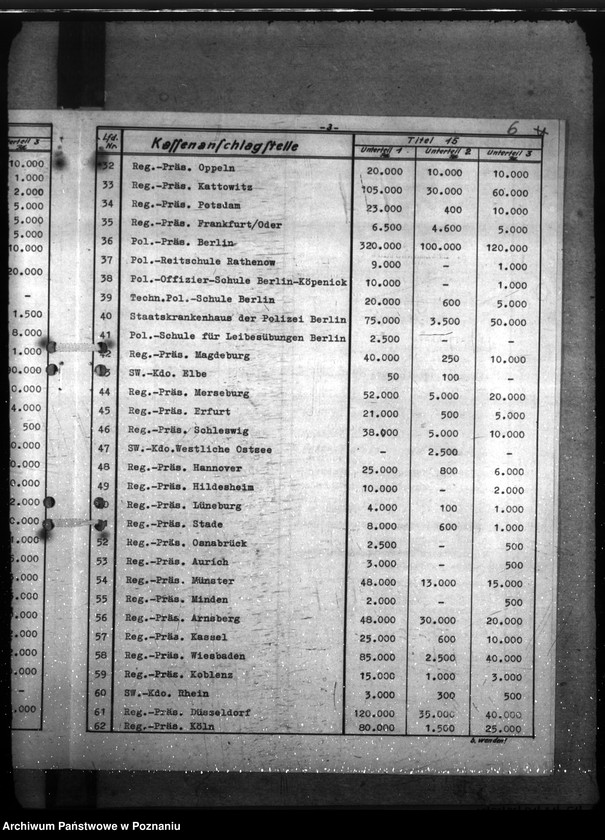 -3-
6
Lfd. Nr. Kassenanschlagstelle Titel 15
Unterteil 1 Unterteil 2 Unterteil 3
32 Reg.-Präs. Oppeln 20.000 10.000 10.000
33 Reg.-Präs. Kattowitz 105.000 30.000 60.000
34 Reg.-Präs. Potsdam 23.000 400 10.000
35 Reg.-Präs. Frankfurt/Oder 6.500 4.600 5.000
36 Pol.-Präs. Berlin 320.000 100.000 120.000
37 Pol.-Reitschule Rathenow 9.000 - 1.000
38 Pol.-Offizier-Schule Berlin-Köpenick 10.000 - 1.000
39 Techn.Pol.-Schule Berlin 20.000 600 5.000
40 Staatskrankenhaus der Polizei Berlin 75.000 3.500 50.000
41 Pol.-Schule für Leibesübungen Berlin 2.500 - -
42 Reg.-Präs. Magdeburg 40.000 250 10.000
SW.-Kdo. Elbe 50 100 -
44 Reg.-Präs. Merseburg 52.000 5.000 20.000
45 Reg.-Präs. Erfurt 21.000 500 5.000
46 Reg.-Präs. Schleswig 38.000 5.000 10.000
47 SW.-Kdo.Westliche Ostsee - 2.500 -
48 Reg.-Präs. Hannover 25.000 800 6.000
49 Reg.-Präs. Hildesheim 10.000 - 2.000
Reg.-Präs. Lüneburg 4.000 100 1.000
Reg.-Präs. Stade 8.000 600 1.000
52 Reg.-Präs. Osnabrück 2.500 - 500
53 Reg.-Präs. Aurich 3.000 - 500
54 Reg.-Präs. Münster 48.000 13.000 15.000
55 Reg.-Präs. Minden 2.000 - 500
56 Reg.-Präs. Arnsberg 48.000 30.000 20.000
57 Reg.-Präs. Kassel 25.000 600 10.000
58 Reg.-Präs. Wiesbaden 85.000 2.500 40.000
59 Reg.-Präs. Koblenz 15.000 1.000 3.000
60 SW.-Kdo. Rhein 3.000 300 500
61 Reg.-Präs. Düsseldorf 120.000 35.000 40.000
62 Reg.-Präs. Köln 80.000 1.500 25.000
b. wenden!
Archiwum Państwowe w Poznaniu